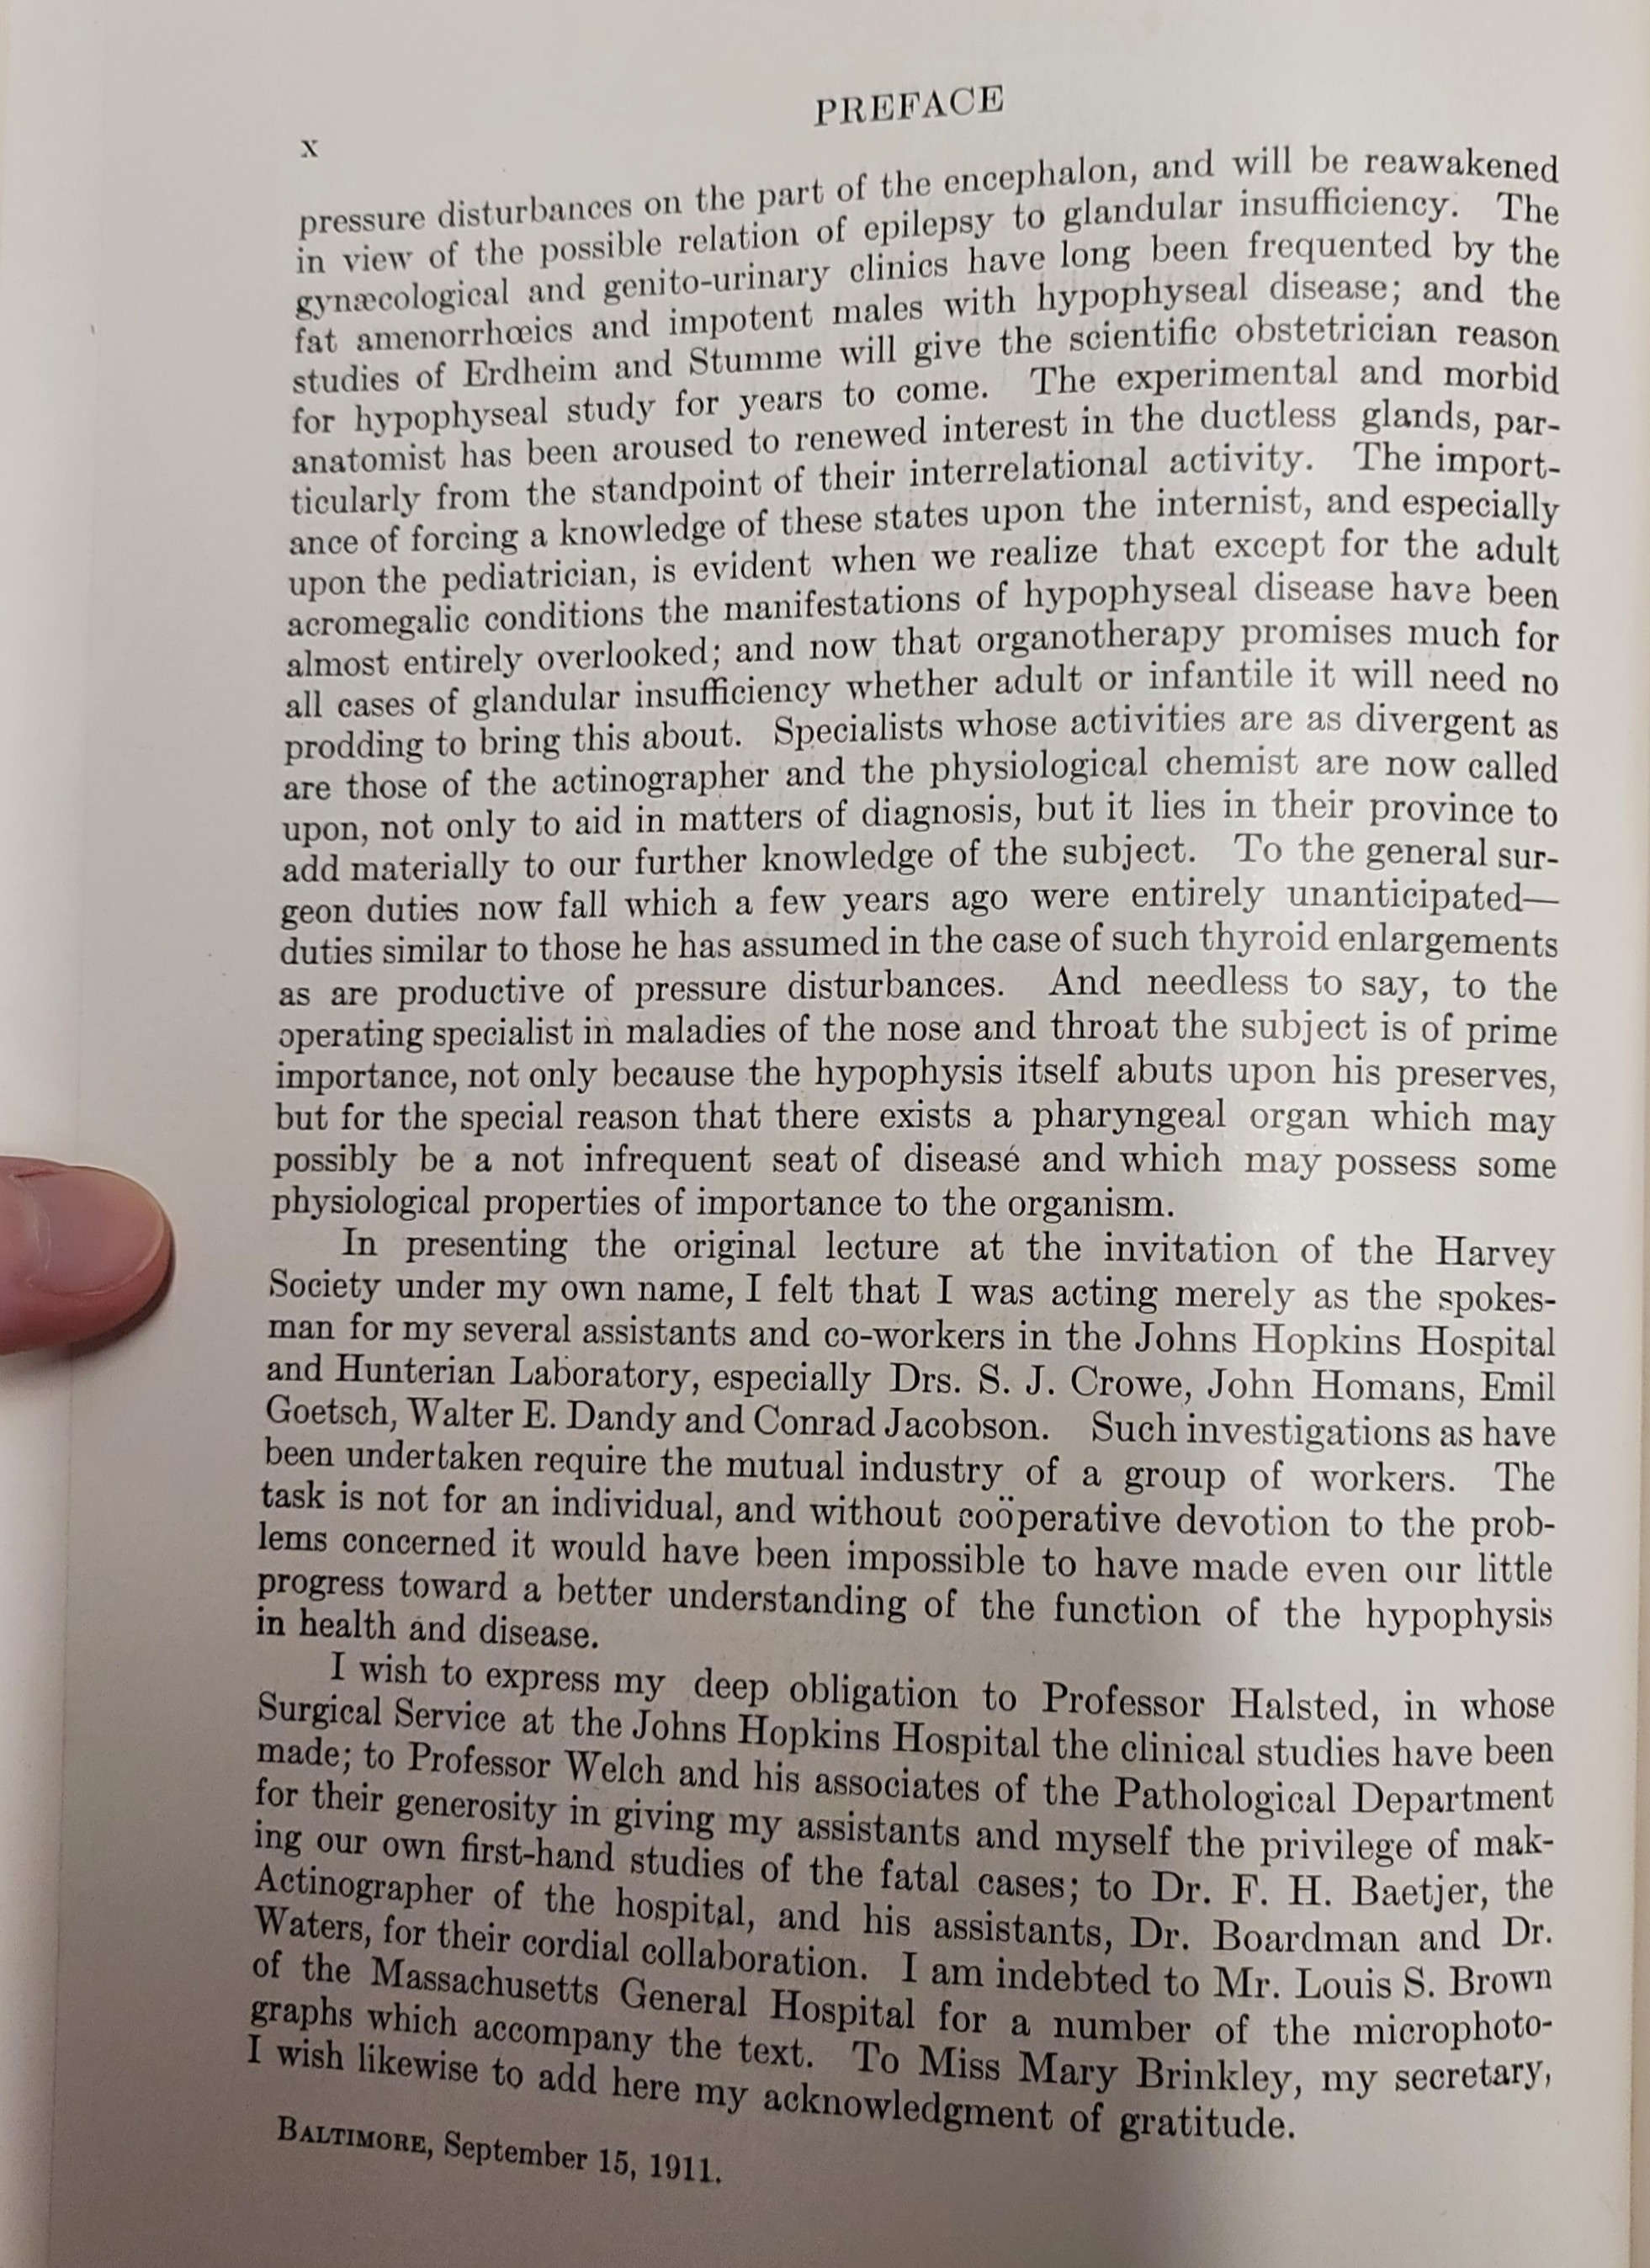 PREFACE
x
pressure disturbances on the part of the encephalon, and will be reawakened
in view of the possible relation of epilepsy to glandular insufficiency. The
gynæcological and genito-urinary clinics have long been frequented by the
fat amenorrhœics and impotent males with hypophyseal disease; and the
studies of Erdheim and Stumme will give the scientific obstetrician reason
for hypophyseal study for years to come. The experimental and morbid
anatomist has been aroused to renewed interest in the ductless glands, par-
ticularly from the standpoint of their interrelational activity. The import-
ance of forcing a knowledge of these states upon the internist, and especially
upon the pediatrician, is evident when we realize that except for the adult
acromegalic conditions the manifestations of hypophyseal disease have been
almost entirely overlooked; and now that organotherapy promises much for
all cases of glandular insufficiency whether adult or infantile it will need no
prodding to bring this about. Specialists whose activities are as divergent as
are those of the actinographer and the physiological chemist are now called
upon, not only to aid in matters of diagnosis, but it lies in their province to
add materially to our further knowledge of the subject. To the general sur-
geon duties now fall which a few years ago were entirely unanticipated—
duties similar to those he has assumed in the case of such thyroid enlargements
as are productive of pressure disturbances. And needless to say, to the
operating specialist in maladies of the nose and throat the subject is of prime
importance, not only because the hypophysis itself abuts upon his preserves,
but for the special reason that there exists a pharyngeal organ which may
possibly be a not infrequent seat of disease and which may possess some
physiological properties of importance to the organism.
In presenting the original lecture at the invitation of the Harvey
Society under my own name, I felt that I was acting merely as the spokes-
man for my several assistants and co-workers in the Johns Hopkins Hospital
and Hunterian Laboratory, especially Drs. S. J. Crowe, John Homans, Emil
Goetsch, Walter E. Dandy and Conrad Jacobson. Such investigations as have
been undertaken require the mutual industry of a group of workers. The
task is not for an individual, and without coöperative devotion to the prob-
lems concerned it would have been impossible to have made even our little
progress toward a better understanding of the function of the hypophysis
in health and disease.
I wish to express my deep obligation to Professor Halsted, in whose
Surgical Service at the Johns Hopkins Hospital the clinical studies have been
made; to Professor Welch and his associates of the Pathological Department
for their generosity in giving my assistants and myself the privilege of mak-
ing our own first-hand studies of the fatal cases; to Dr. F. H. Baetjer, the
Actinographer of the hospital, and his assistants, Dr. Boardman and Dr.
Waters, for their cordial collaboration. I am indebted to Mr. Louis S. Brown
of the Massachusetts General Hospital for a number of the microphoto-
graphs which accompany the text. To Miss Mary Brinkley, my secretary,
I wish likewise to add here my acknowledgment of gratitude.
BALTIMORE, September 15, 1911.